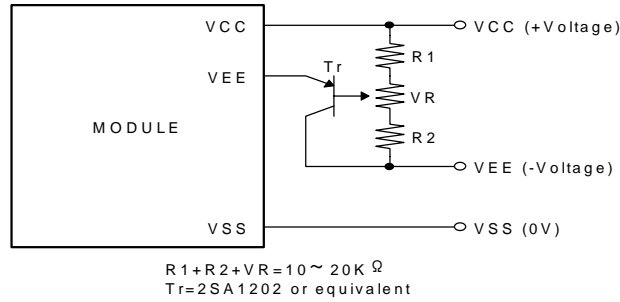 VCC
VCC (+Voltage)
R1
Tr
VEE
VR
MODULE
R2
VEE (-Voltage)
VSS
VSS (0V)
R1+R2+VR=10~20KΩ
Tr=2SA1202 or equivalent